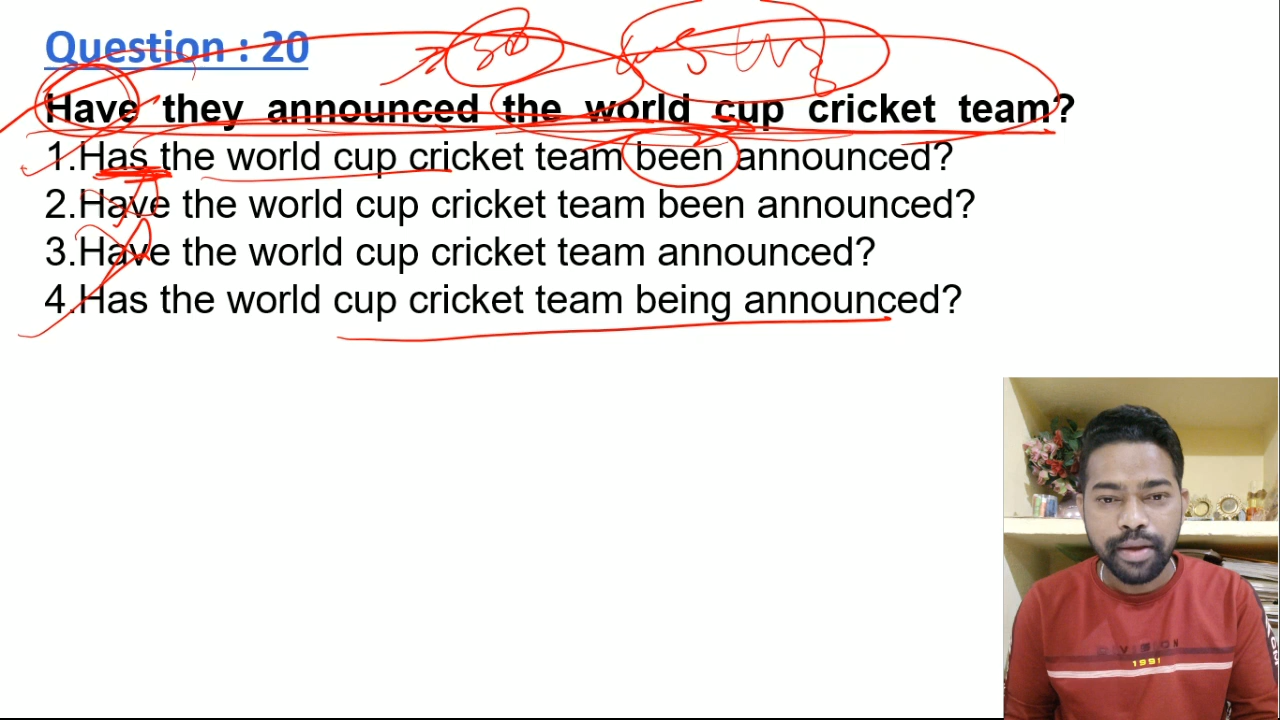 Question : 20
Have they announced the world cup cricket team?
1.Has the world cup cricket team been announced?
2.Have the world cup cricket team been announced?
3.Have the world cup cricket team announced?
4.Has the world cup cricket team being announced?
DIVISION
1991